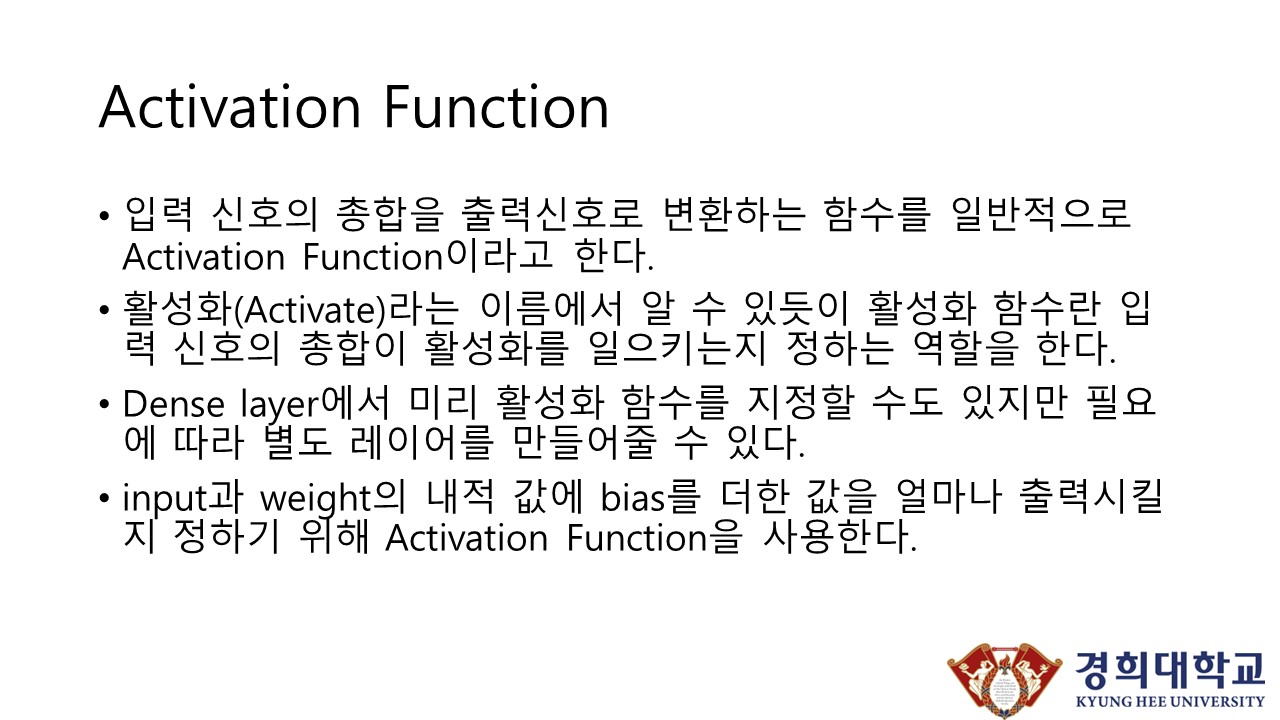 Activation Function
• 입력 신호의 총합을 출력신호로 변환하는 함수를 일반적으로
Activation Function이라고 한다.
• 활성화(Activate)라는 이름에서 알 수 있듯이 활성화 함수란 입
력 신호의 총합이 활성화를 일으키는지 정하는 역할을 한다.
• Dense layer에서 미리 활성화 함수를 지정할 수도 있지만 필요
에 따라 별도 레이어를 만들어줄 수 있다.
• input과 weight의 내적 값에 bias를 더한 값을 얼마나 출력시킬
지 정하기 위해 Activation Function을 사용한다.
경희대학교
KYUNG HEE UNIVERSITY